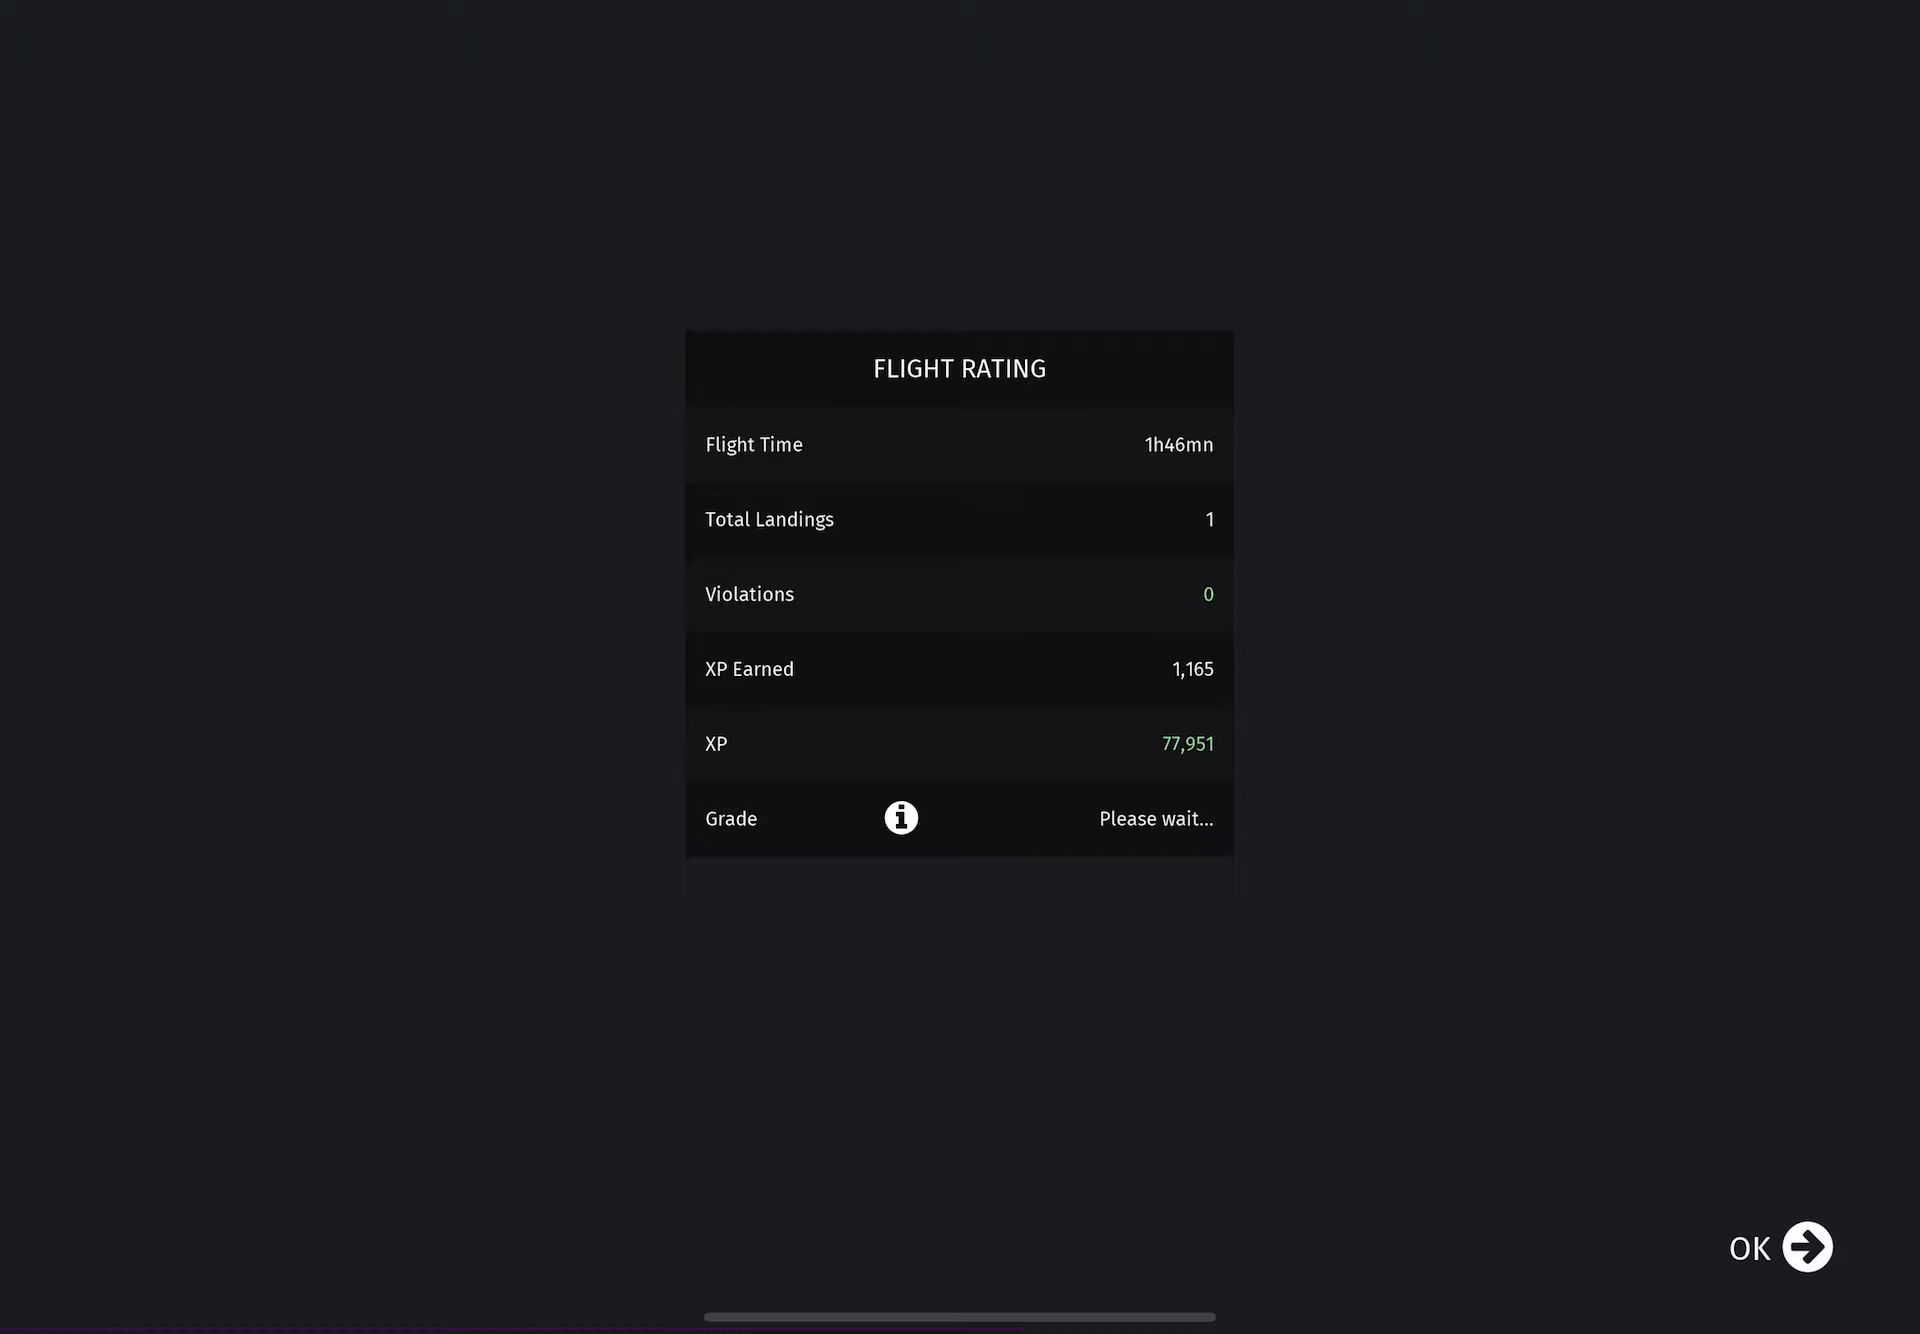 FLIGHT RATING
Flight Time 1h46mn
Total Landings 1
Violations 0
XP Earned 1,165
XP 77,951
Grade Please wait...
OK